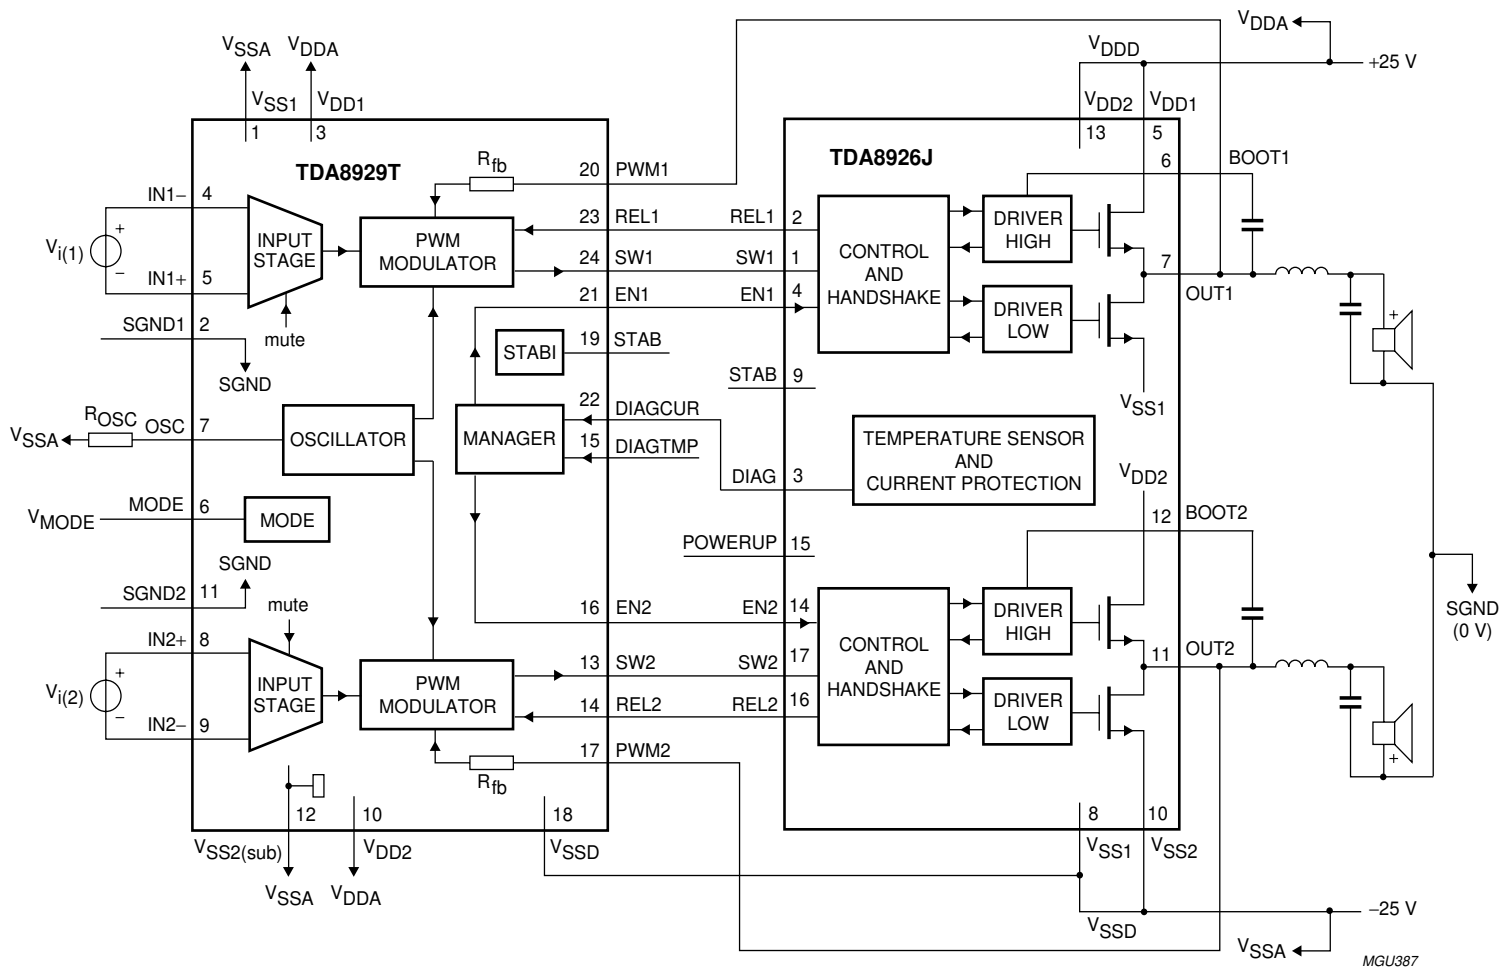 VSSA VDDA
VSS1 VDD1
1 3
TDA8929T
Rfb
20 PWM1
VDDD
VDDA
+25 V
VDD2 VDD1
13 5
TDA8926J
6 BOOT1
IN1− 4
Vi(1)
+
−
IN1+ 5
INPUT
STAGE
mute
PWM
MODULATOR
23 REL1
24 SW1
21 EN1
REL1 2
SW1 1
EN1 4
CONTROL
AND
HANDSHAKE
DRIVER
HIGH
DRIVER
LOW
7
OUT1
+
VSS1
SGND1 2
SGND
STABI
19 STAB
STAB 9
ROSC
VSSA
OSC 7
OSCILLATOR
MANAGER
22 DIAGCUR
15 DIAGTMP
DIAG 3
TEMPERATURE SENSOR
AND
CURRENT PROTECTION
VMODE
MODE 6
MODE
VDD2
12 BOOT2
POWERUP 15
SGND
SGND2 11
mute
SGND
(0 V)
IN2+ 8
Vi(2)
+
−
IN2− 9
INPUT
STAGE
PWM
MODULATOR
16 EN2
13 SW2
14 REL2
17 PWM2
Rfb
EN2 14
SW2 17
REL2 16
CONTROL
AND
HANDSHAKE
DRIVER
HIGH
DRIVER
LOW
11 OUT2
+
12 10 18
VSS2(sub) VDD2 VSSD
VSSA VDDA
8 10
VSS1 VSS2
VSSD
−25 V
VSSA
MGU387